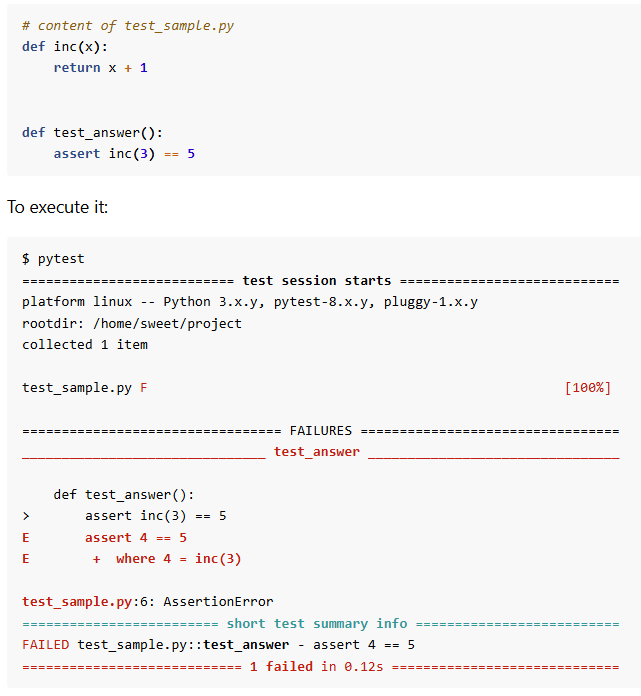 # content of test_sample.py
def inc(x):
    return x + 1
def test_answer():
    assert inc(3) == 5
To execute it:
$ pytest
=========================== test session starts ============================
platform linux -- Python 3.x.y, pytest-8.x.y, pluggy-1.x.y
rootdir: /home/sweet/project
collected 1 item
test_sample.py F                                                     [100%]
================================= FAILURES =================================
_______________________________ test_answer ________________________________
    def test_answer():
>       assert inc(3) == 5
E       assert 4 == 5
E        +  where 4 = inc(3)
test_sample.py:6: AssertionError
========================= short test summary info ==========================
FAILED test_sample.py::test_answer - assert 4 == 5
============================ 1 failed in 0.12s =============================